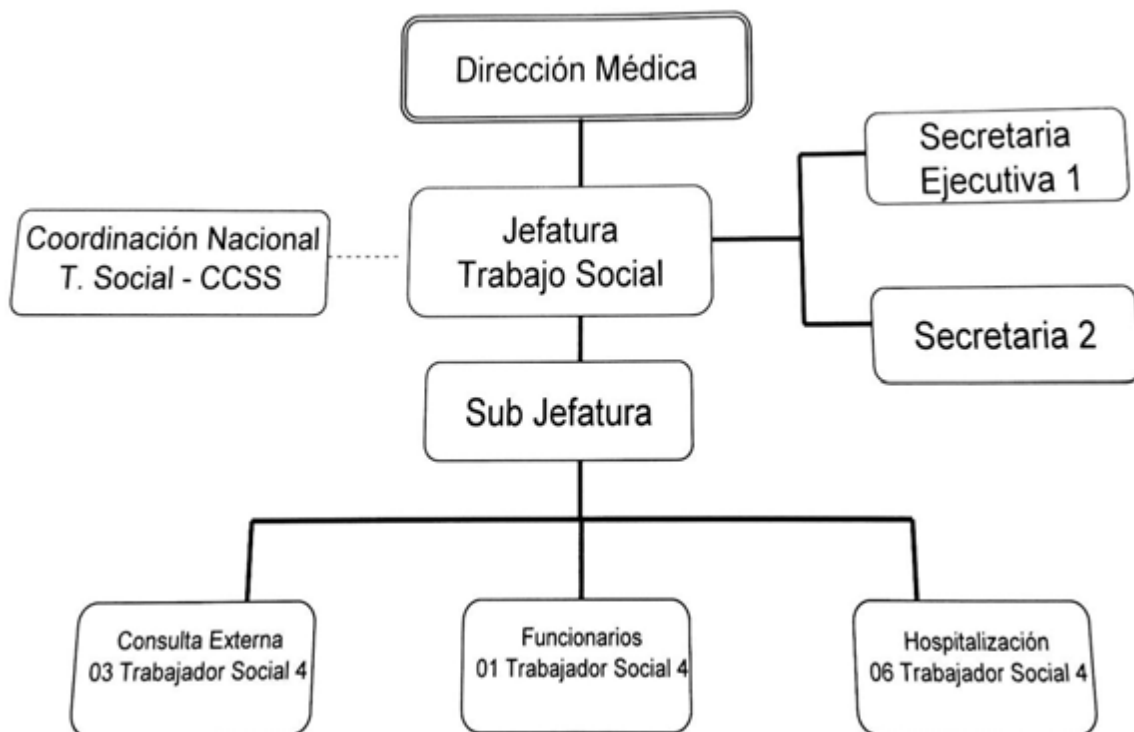 Dirección Médica
Secretaria
Ejecutiva 1
Coordinación Nacional
T. Social - CCSS
Jefatura
Trabajo Social
Secretaria 2
Sub Jefatura
Consulta Externa
03 Trabajador Social 4
Funcionarios
01 Trabajador Social 4
Hospitalización
06 Trabajador Social 4